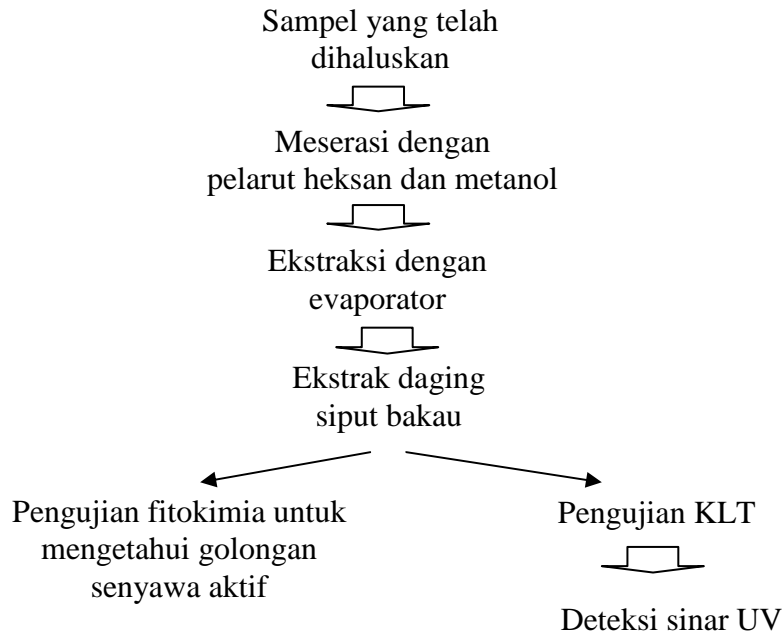 Sampel yang telah
dihaluskan
Meserasi dengan
pelarut heksan dan metanol
Ekstraksi dengan
evaporator
Ekstrak daging
siput bakau
Pengujian fitokimia untuk
mengetahui golongan
senyawa aktif
Pengujian KLT
Deteksi sinar UV